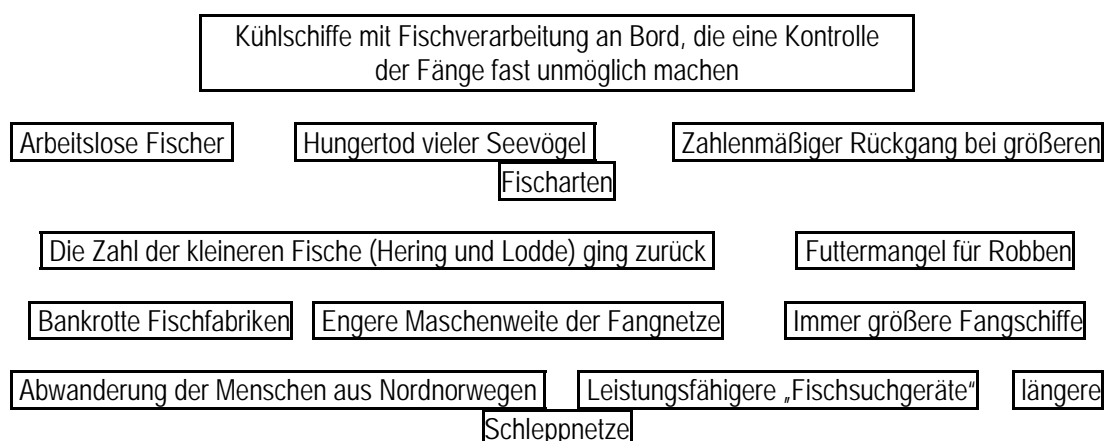 Kühlschiffe mit Fischverarbeitung an Bord, die eine Kontrolle
der Fänge fast unmöglich machen
Arbeitslose Fischer Hungertod vieler Seevögel Zahlenmäßiger Rückgang bei größeren
Fischarten
Die Zahl der kleineren Fische (Hering und Lodde) ging zurück Futtermangel für Robben
Bankrotte Fischfabriken Engere Maschenweite der Fangnetze Immer größere Fangschiffe
Abwanderung der Menschen aus Nordnorwegen Leistungsfähigere „Fischsuchgeräte“ längere
Schleppnetze